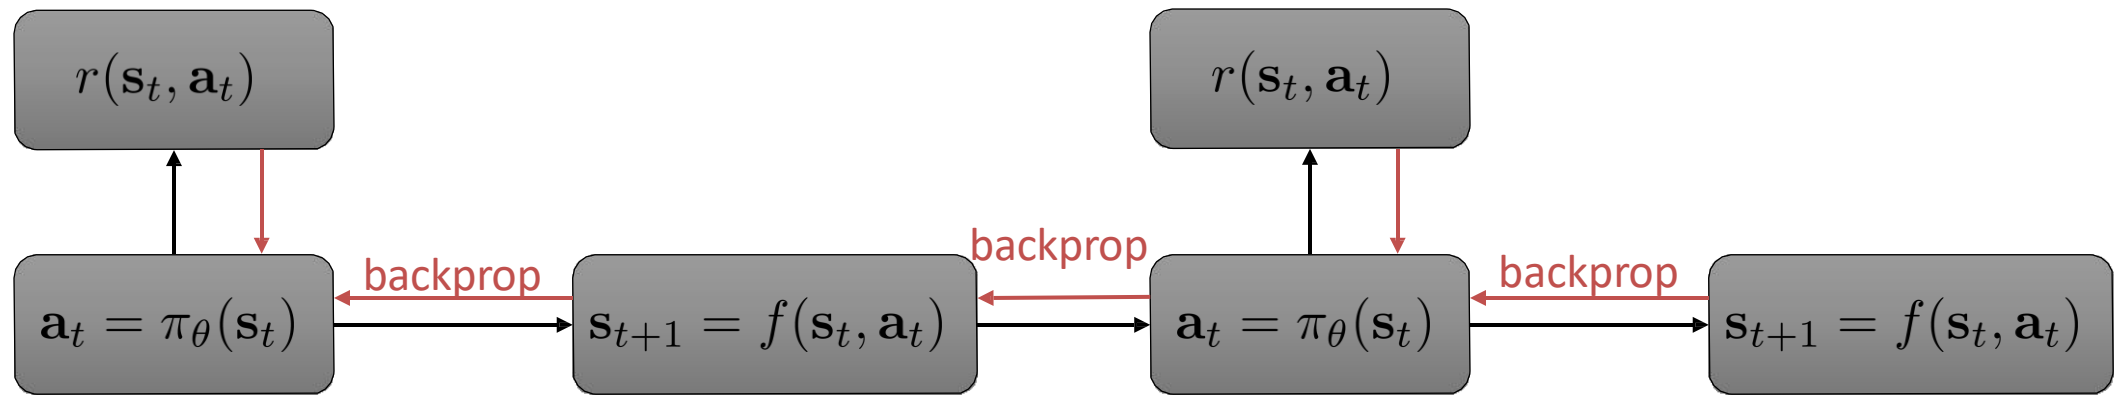 r(s_t, a_t)
r(s_t, a_t)
backprop
backprop
backprop
a_t = π_θ(s_t)
s_{t+1} = f(s_t, a_t)
a_t = π_θ(s_t)
s_{t+1} = f(s_t, a_t)